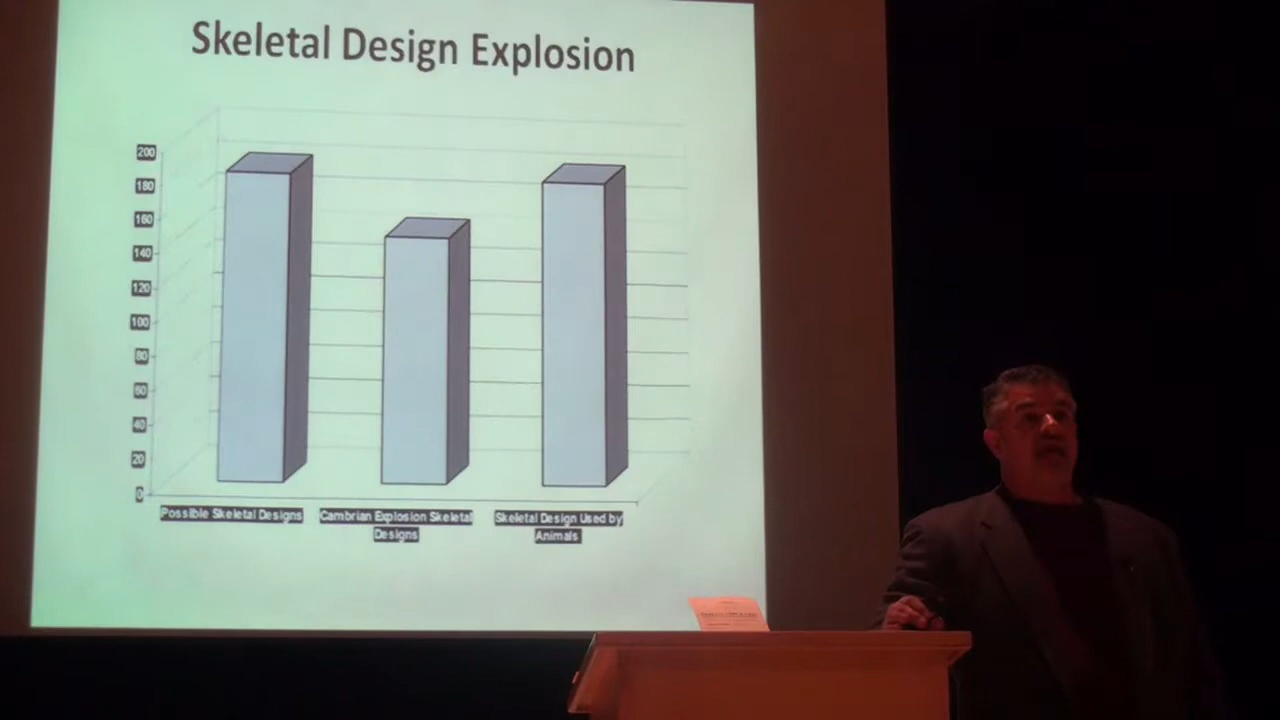 Skeletal Design Explosion
200
180
160
140
120
100
80
60
40
20
0
Possible Skeletal Designs
Cambrian Explosion Skeletal
Designs
Skeletal Design Used by
Animals